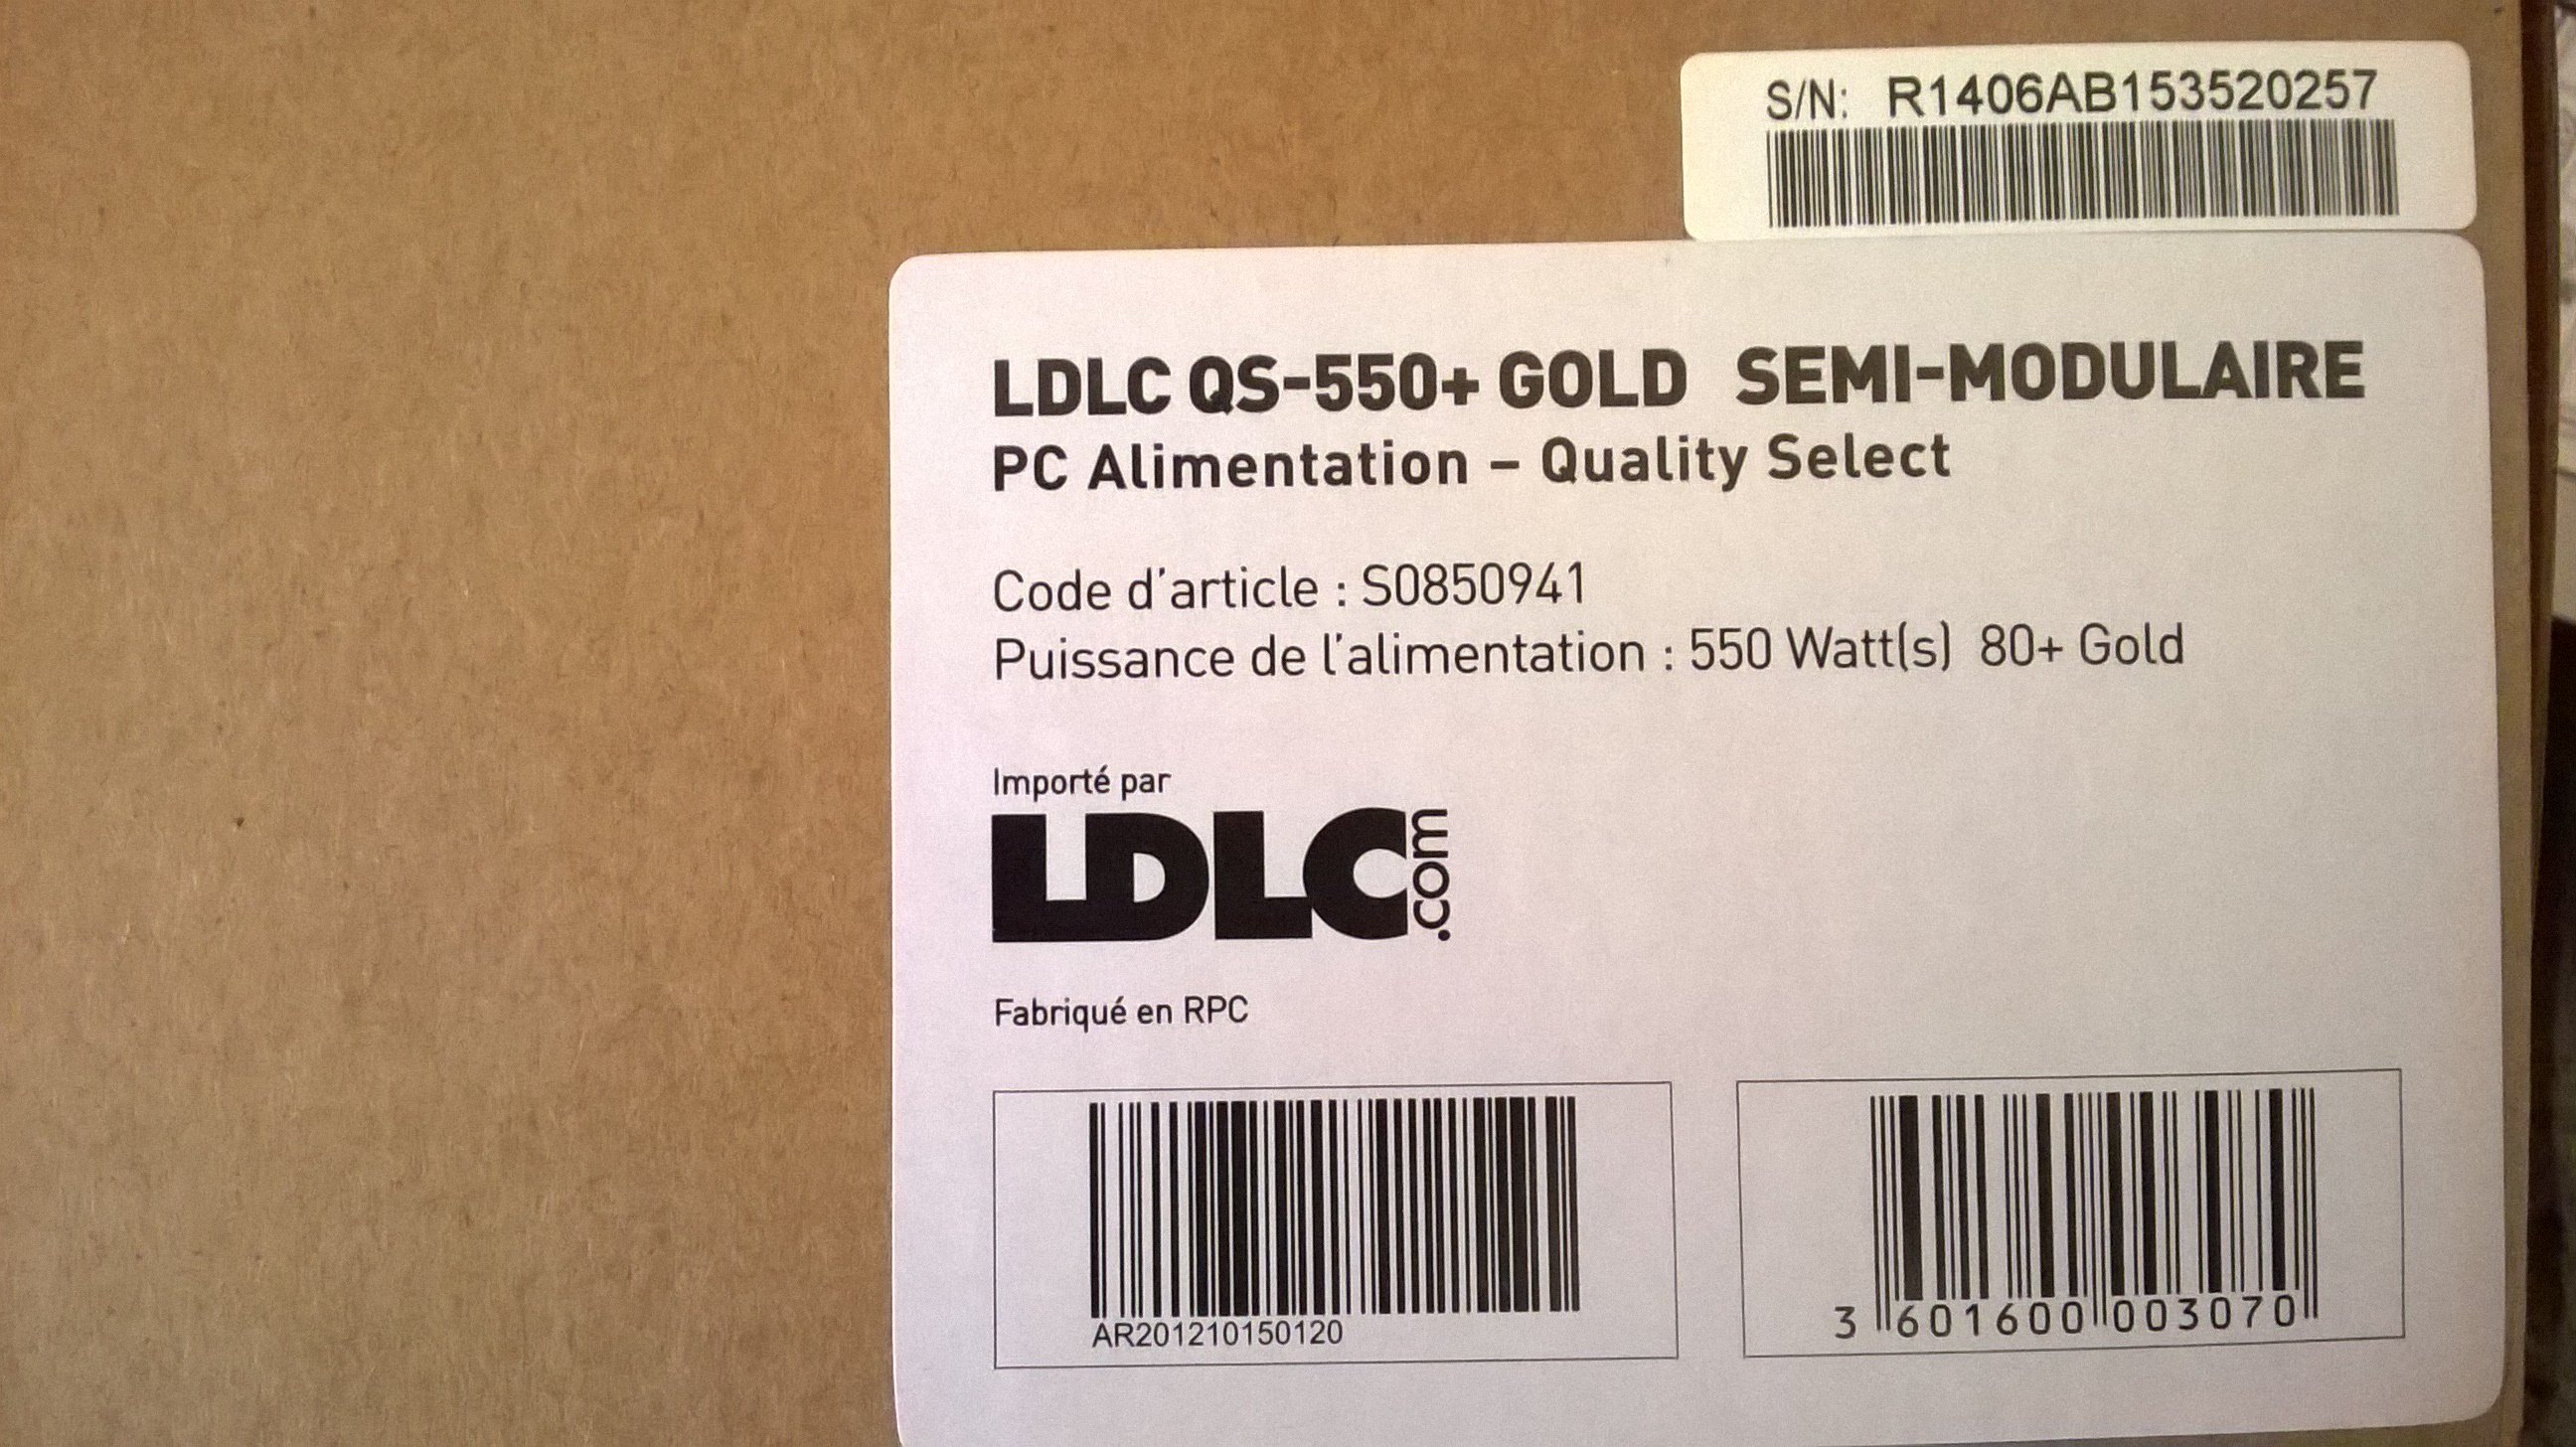 S/N: R1406AB153520257
LDLC QS-550+ GOLD SEMI-MODULAIRE
PC Alimentation – Quality Select
Code d'article : S0850941
Puissance de l'alimentation : 550 Watt(s) 80+ Gold
Importé par
LDLC.com
Fabriqué en RPC
AR201210150120
3 601600 003070